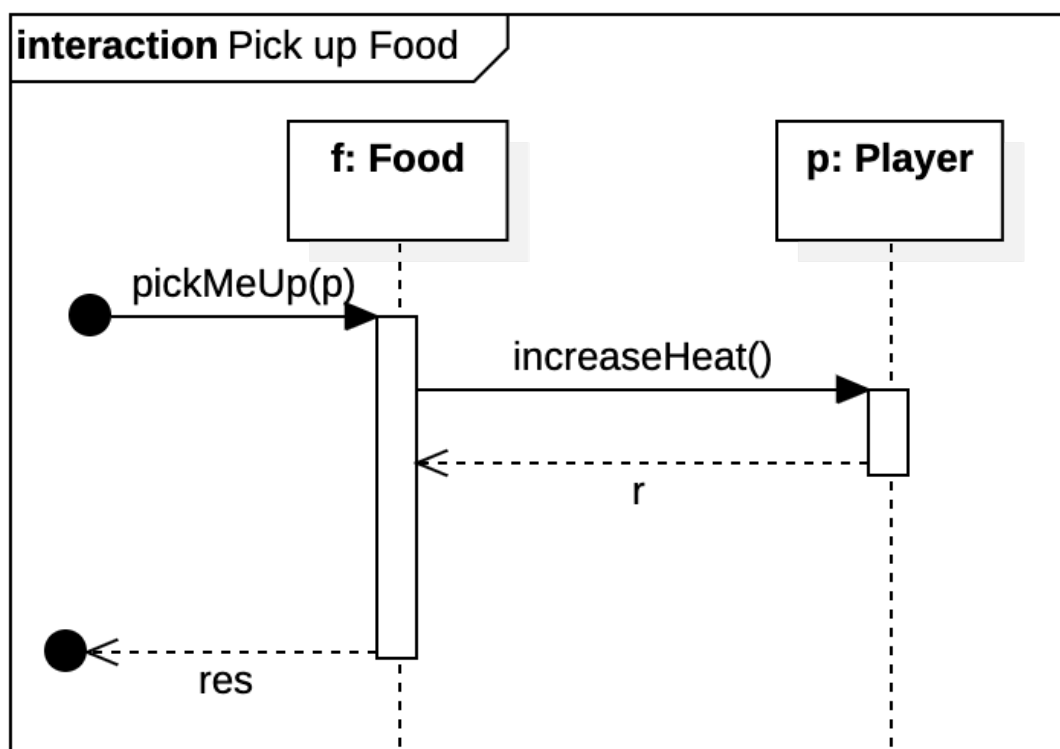 interaction Pick up Food
f: Food
p: Player
pickMeUp(p)
increaseHeat()
r
res